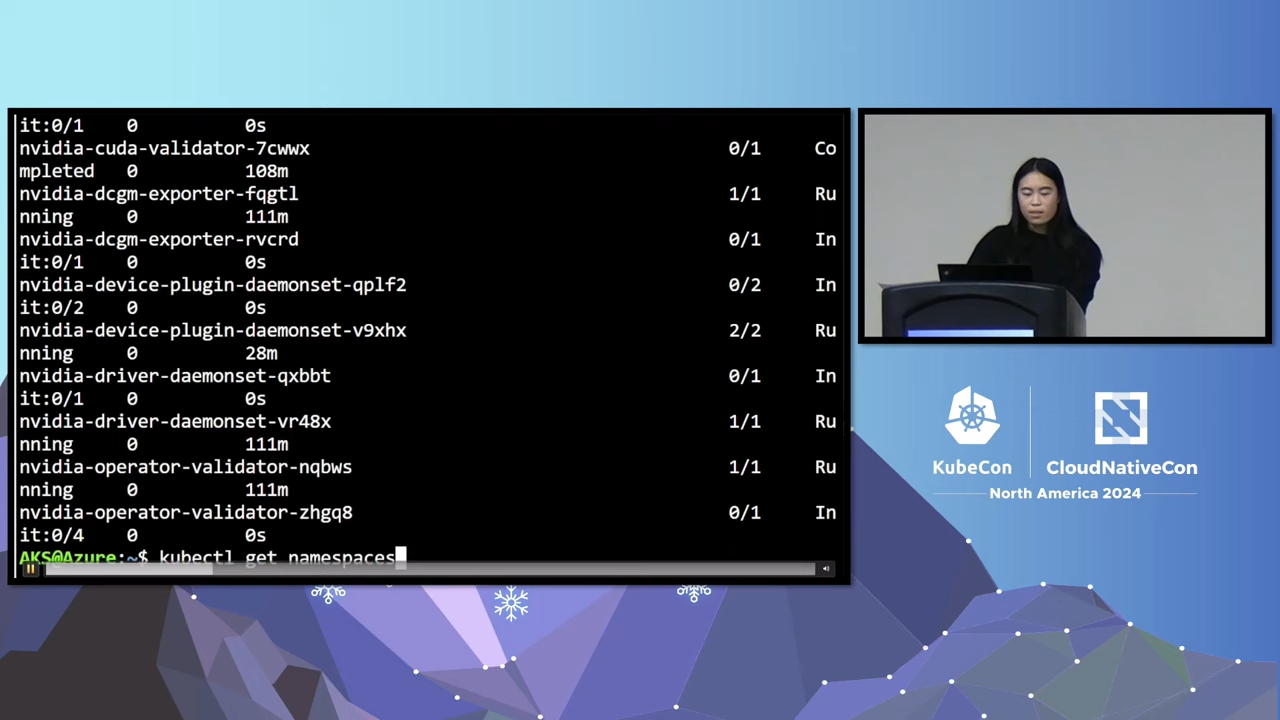 it:0/1 0 0s
nvidia-cuda-validator-7cwwx 0/1 Co
mpleted 0 108m
nvidia-dcgm-exporter-fqgtl 1/1 Ru
nning 0 111m
nvidia-dcgm-exporter-rvcrd 0/1 In
it:0/1 0 0s
nvidia-device-plugin-daemonset-qplf2 0/2 In
it:0/2 0 0s
nvidia-device-plugin-daemonset-v9xhx 2/2 Ru
nning 0 28m
nvidia-driver-daemonset-qxbbt 0/1 In
it:0/1 0 0s
nvidia-driver-daemonset-vr48x 1/1 Ru
nning 0 111m
nvidia-operator-validator-nqbws 1/1 Ru
nning 0 111m
nvidia-operator-validator-zhgq8 0/1 In
it:0/4 0 0s
AKS@Azure:~$ kubectl get namespaces
KubeCon CloudNativeCon
North America 2024